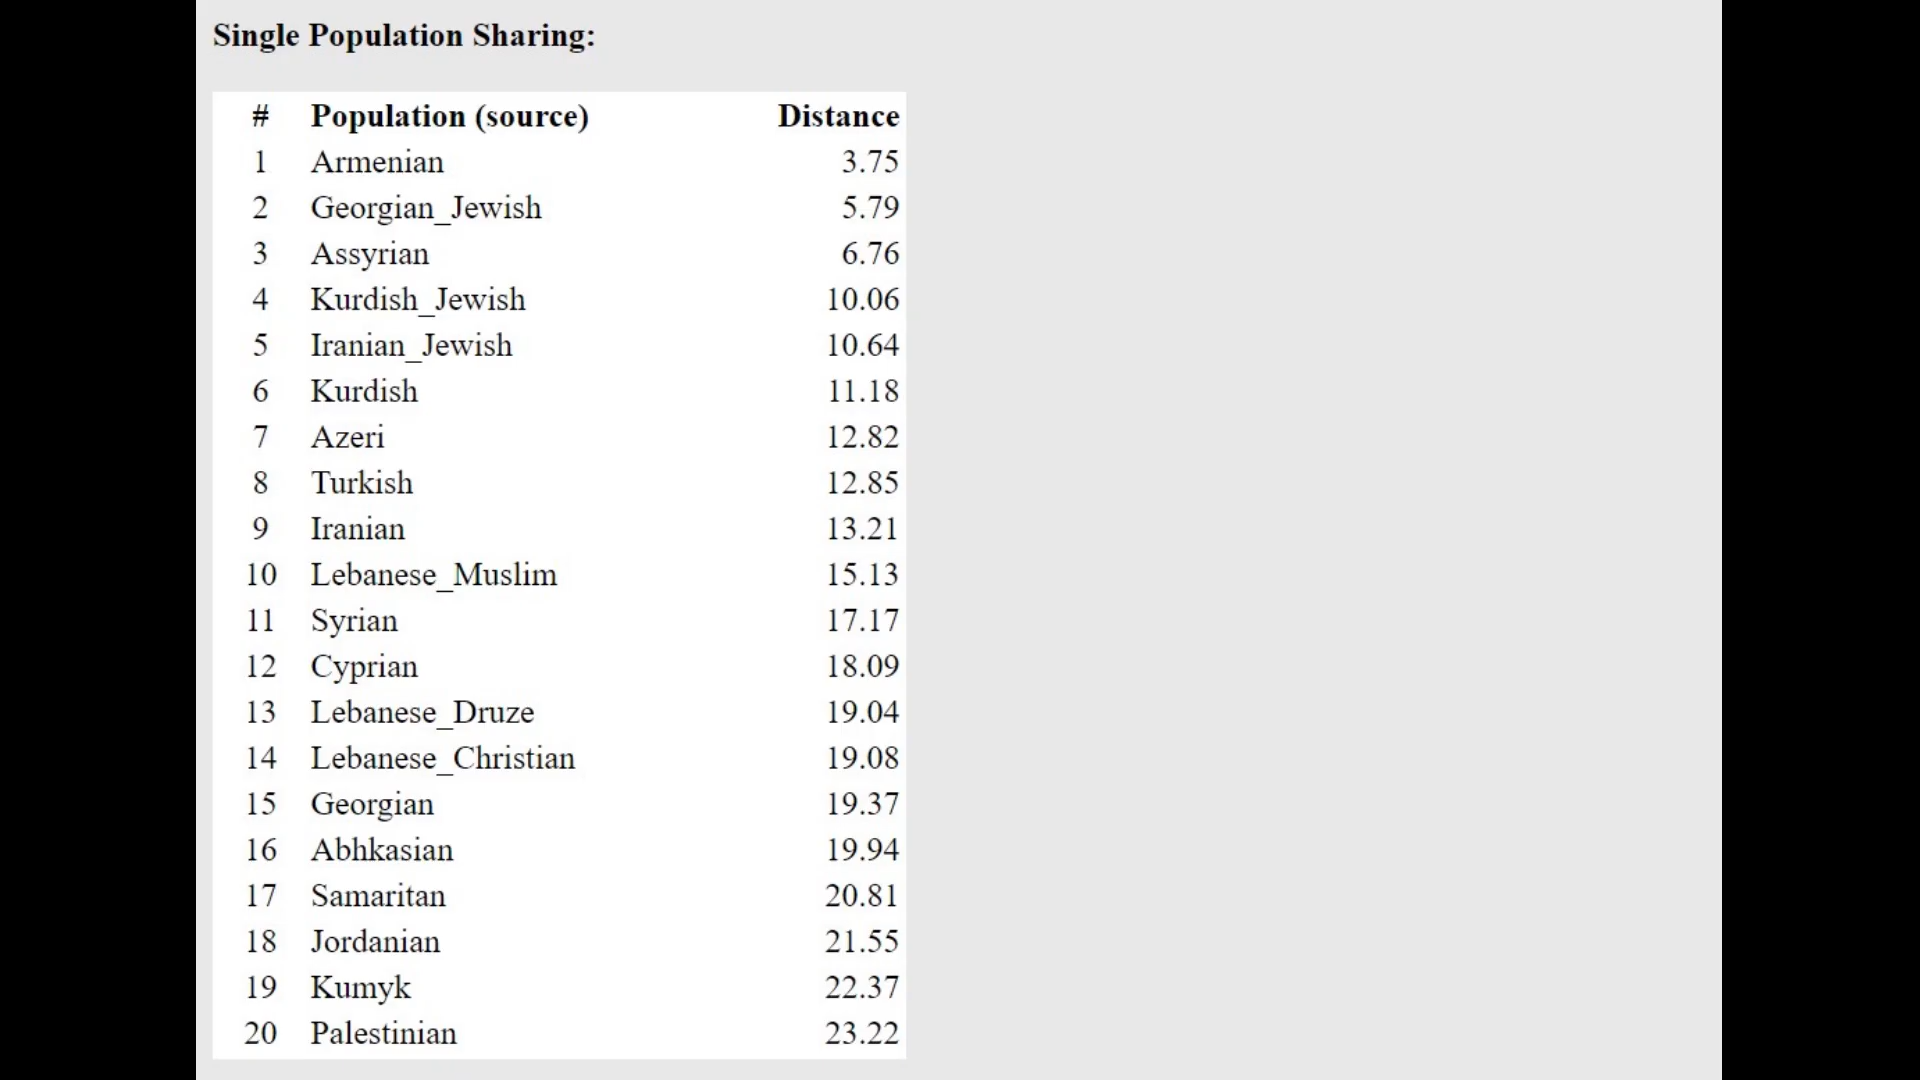 Single Population Sharing:
# Population (source) Distance
1 Armenian 3.75
2 Georgian_Jewish 5.79
3 Assyrian 6.76
4 Kurdish_Jewish 10.06
5 Iranian_Jewish 10.64
6 Kurdish 11.18
7 Azeri 12.82
8 Turkish 12.85
9 Iranian 13.21
10 Lebanese_Muslim 15.13
11 Syrian 17.17
12 Cyprian 18.09
13 Lebanese_Druze 19.04
14 Lebanese_Christian 19.08
15 Georgian 19.37
16 Abhkasian 19.94
17 Samaritan 20.81
18 Jordanian 21.55
19 Kumyk 22.37
20 Palestinian 23.22